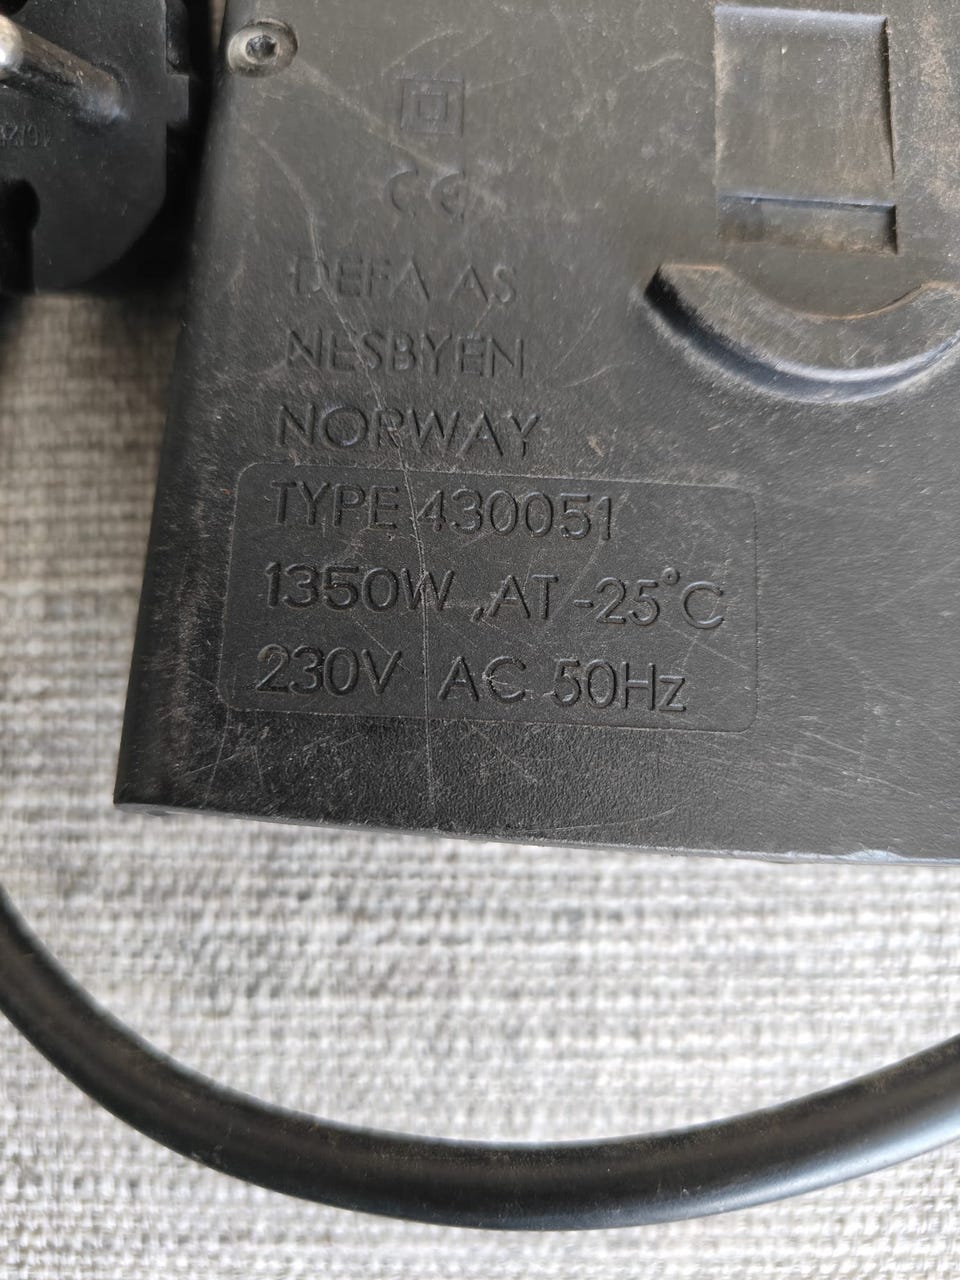 CE
DEFA AS
NESBYEN
NORWAY
TYPE 430051
1350W AT -25°C
230V AC 50Hz